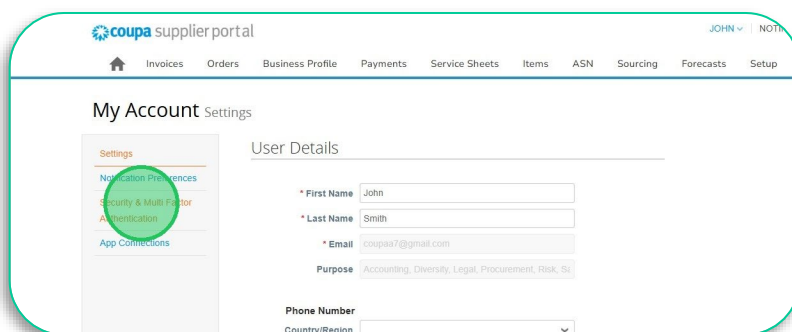 coupa supplier portal
JOHN
Invoices Orders Business Profile Payments Service Sheets Items ASN Sourcing Forecasts Setup
My Account Settings
Settings
Notification Preferences
Security & Multi Factor
Authentication
App Connections
User Details
* First Name John
* Last Name Smith
* Email coupaa7@gmail.com
Purpose Accounting, Diversity, Legal, Procurement, Risk, Su
Phone Number
Country/Region